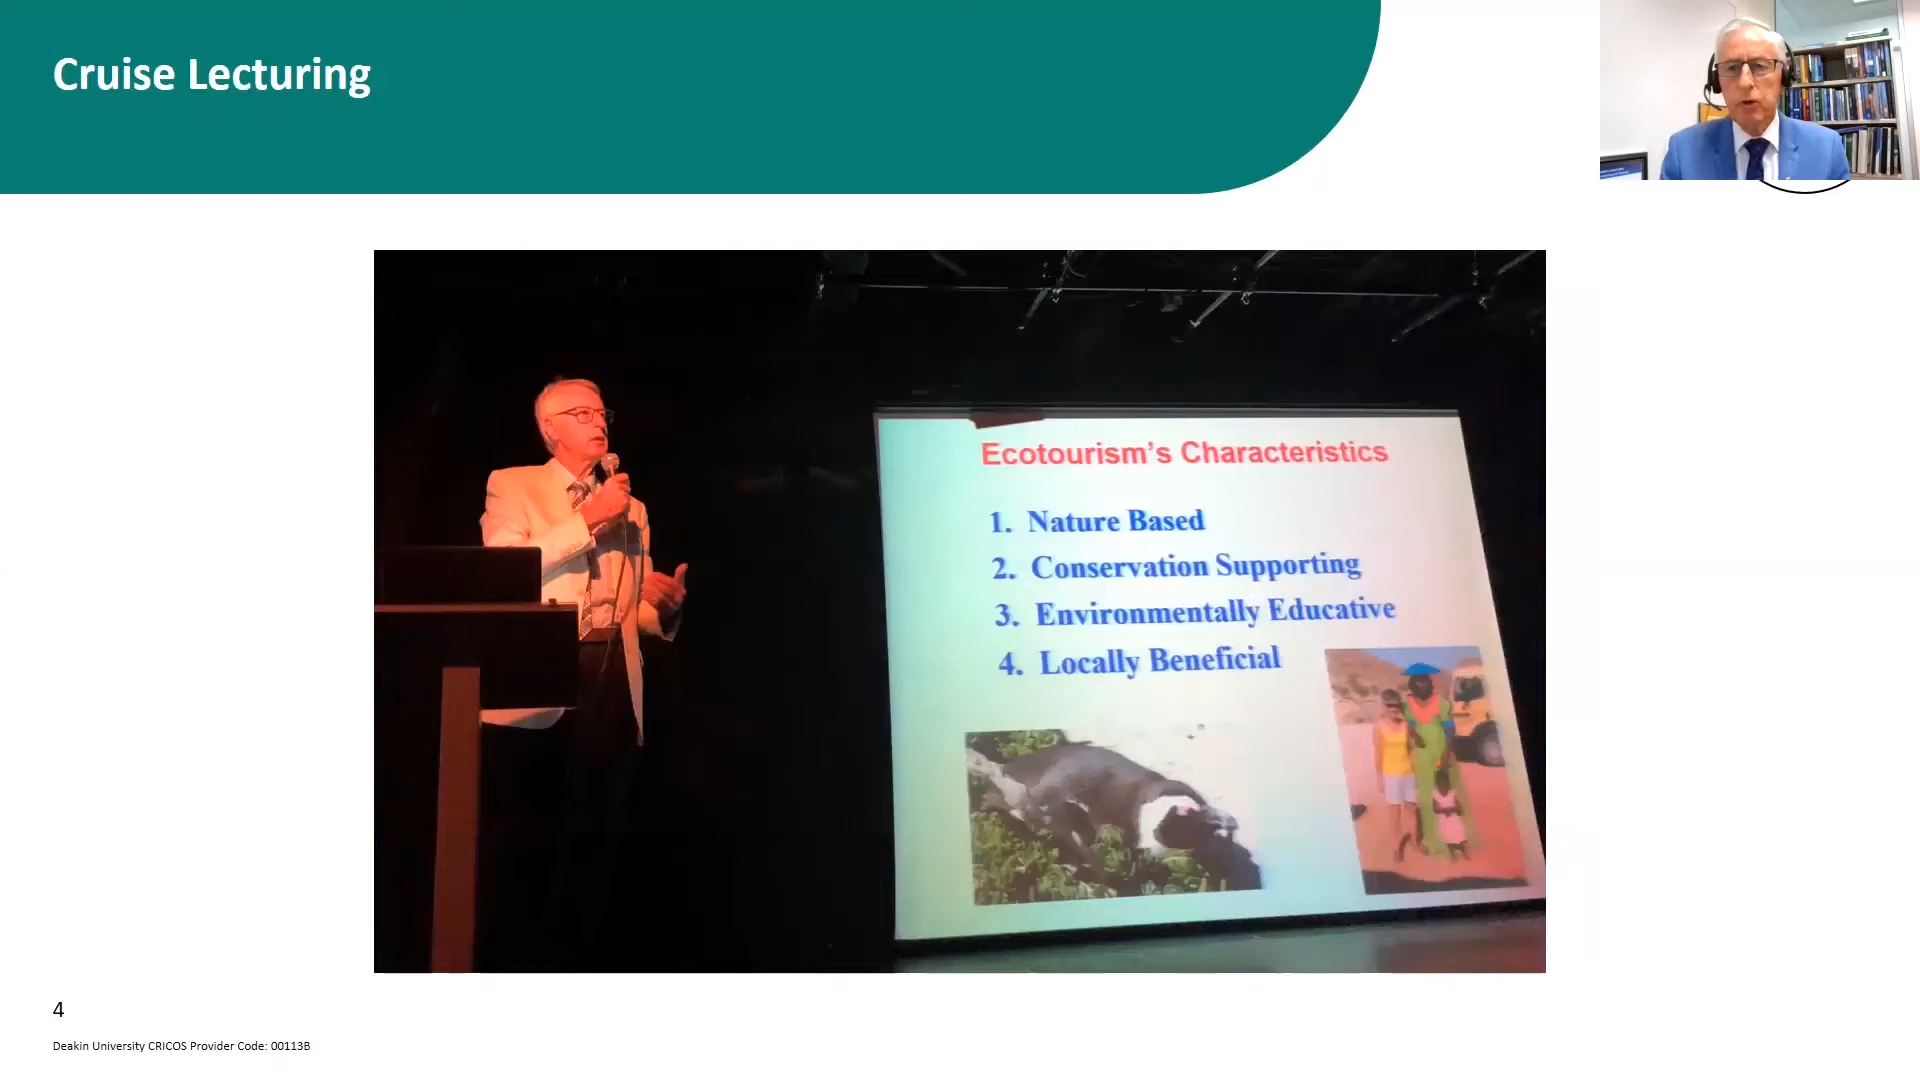 Cruise Lecturing
Ecotourism's Characteristics
1. Nature Based
2. Conservation Supporting
3. Environmentally Educative
4. Locally Beneficial
4
Deakin University CRICOS Provider Code: 00113B